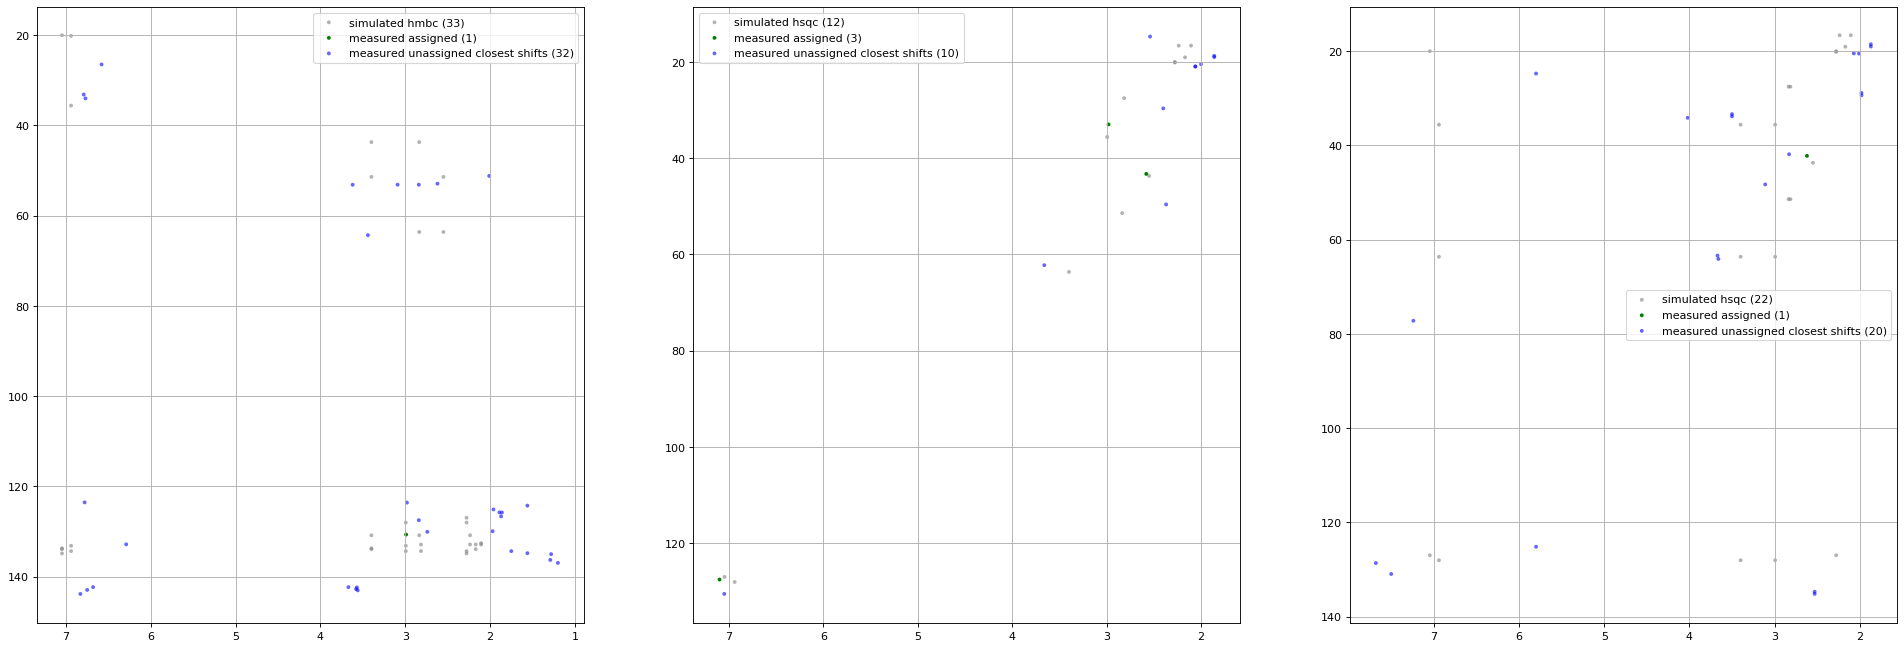 simulated hmbc (33)
measured assigned (1)
measured unassigned closest shifts (32)
20
40
60
80
100
120
140
7 6 5 4 3 2 1
simulated hsqc (12)
measured assigned (3)
measured unassigned closest shifts (10)
20
40
60
80
100
120
7 6 5 4 3 2
simulated hsqc (22)
measured assigned (1)
measured unassigned closest shifts (20)
20
40
60
80
100
120
140
7 6 5 4 3 2